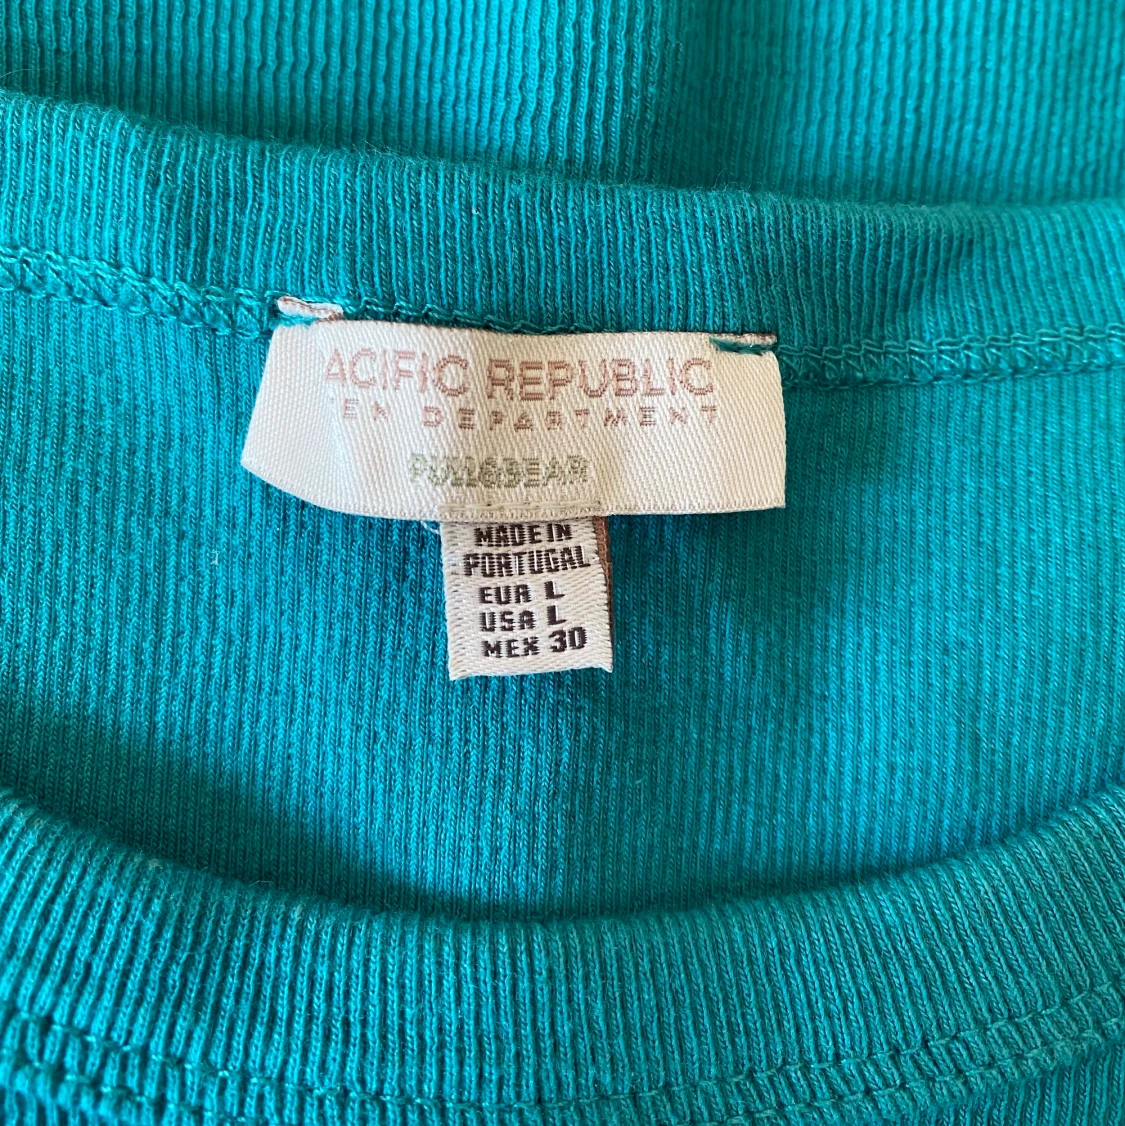 ACIFIC REPUBLIC
EN DEPARTMENT
PULL&BEAR
MADE IN
PORTUGAL
EUR L
USA L
MEX 30